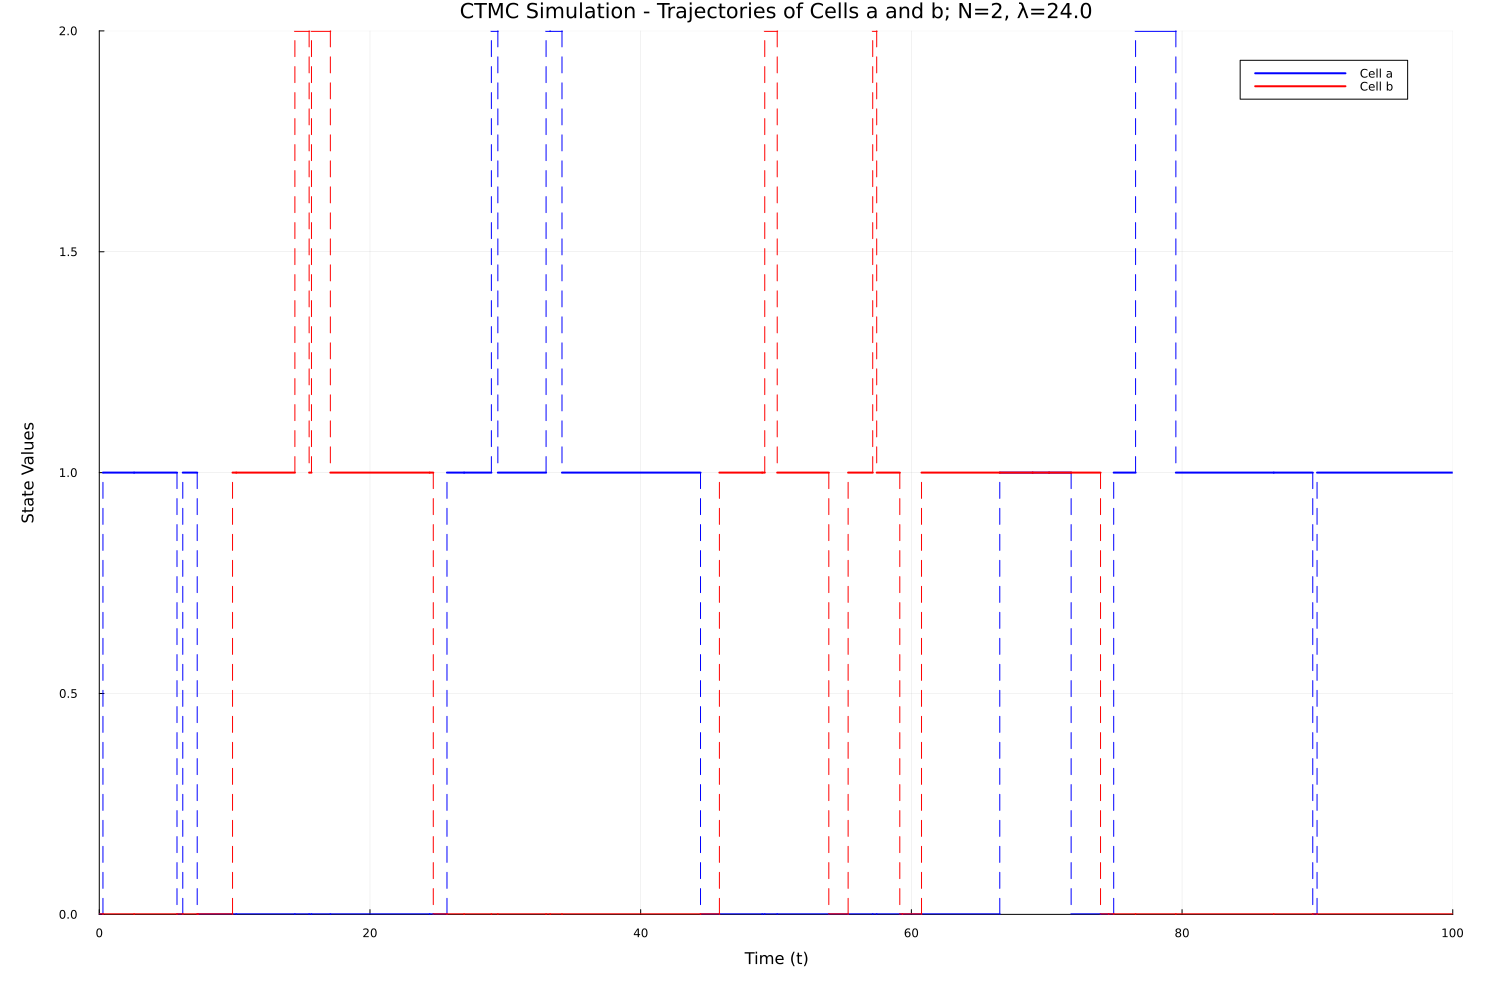 CTMC Simulation - Trajectories of Cells a and b; N=2, λ=24.0
Cell a
Cell b
State Values
2.0
1.5
1.0
0.5
0.0
0 20 40 60 80 100
Time (t)